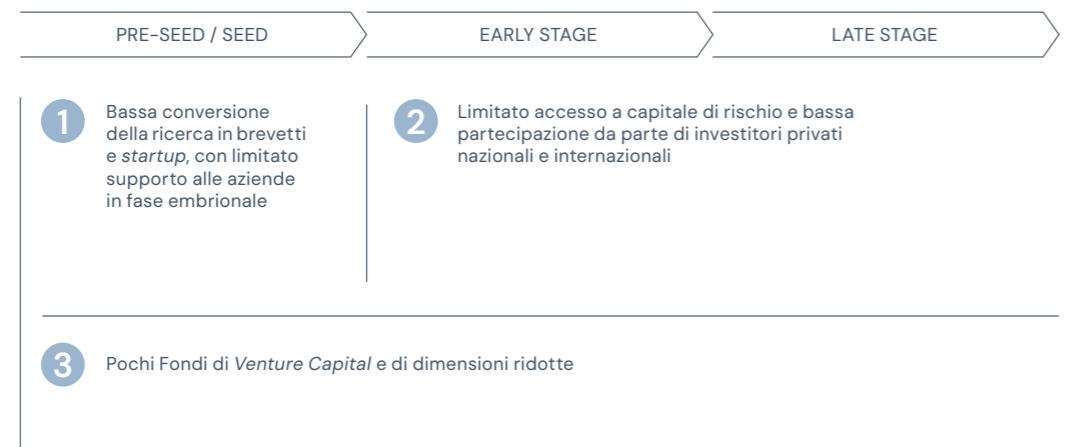 PRE-SEED / SEED
EARLY STAGE
LATE STAGE
1
Bassa conversione
della ricerca in brevetti
e startup, con limitato
supporto alle aziende
in fase embrionale
2
Limitato accesso a capitale di rischio e bassa
partecipazione da parte di investitori privati
nazionali e internazionali
3
Pochi Fondi di Venture Capital e di dimensioni ridotte